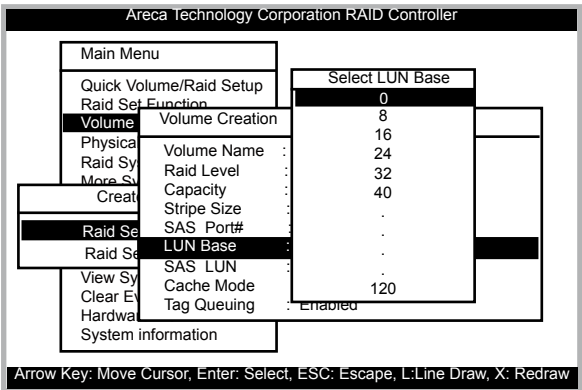 Areca Technology Corporation RAID Controller
Main Menu
Quick Volume/Raid Setup
Raid Set Function
Volume
Physica
Raid Sy
More Sy
Create
Raid Se
Raid Se
View Sy
Clear Ev
Hardwa
System information
Volume Creation
Volume Name :
Raid Level :
Capacity :
Stripe Size :
SAS Port# :
LUN Base :
SAS LUN :
Cache Mode :
Tag Queuing : Enabled
Select LUN Base
0
8
16
24
32
40
.
.
.
120
Arrow Key: Move Cursor, Enter: Select, ESC: Escape, L:Line Draw, X: Redraw